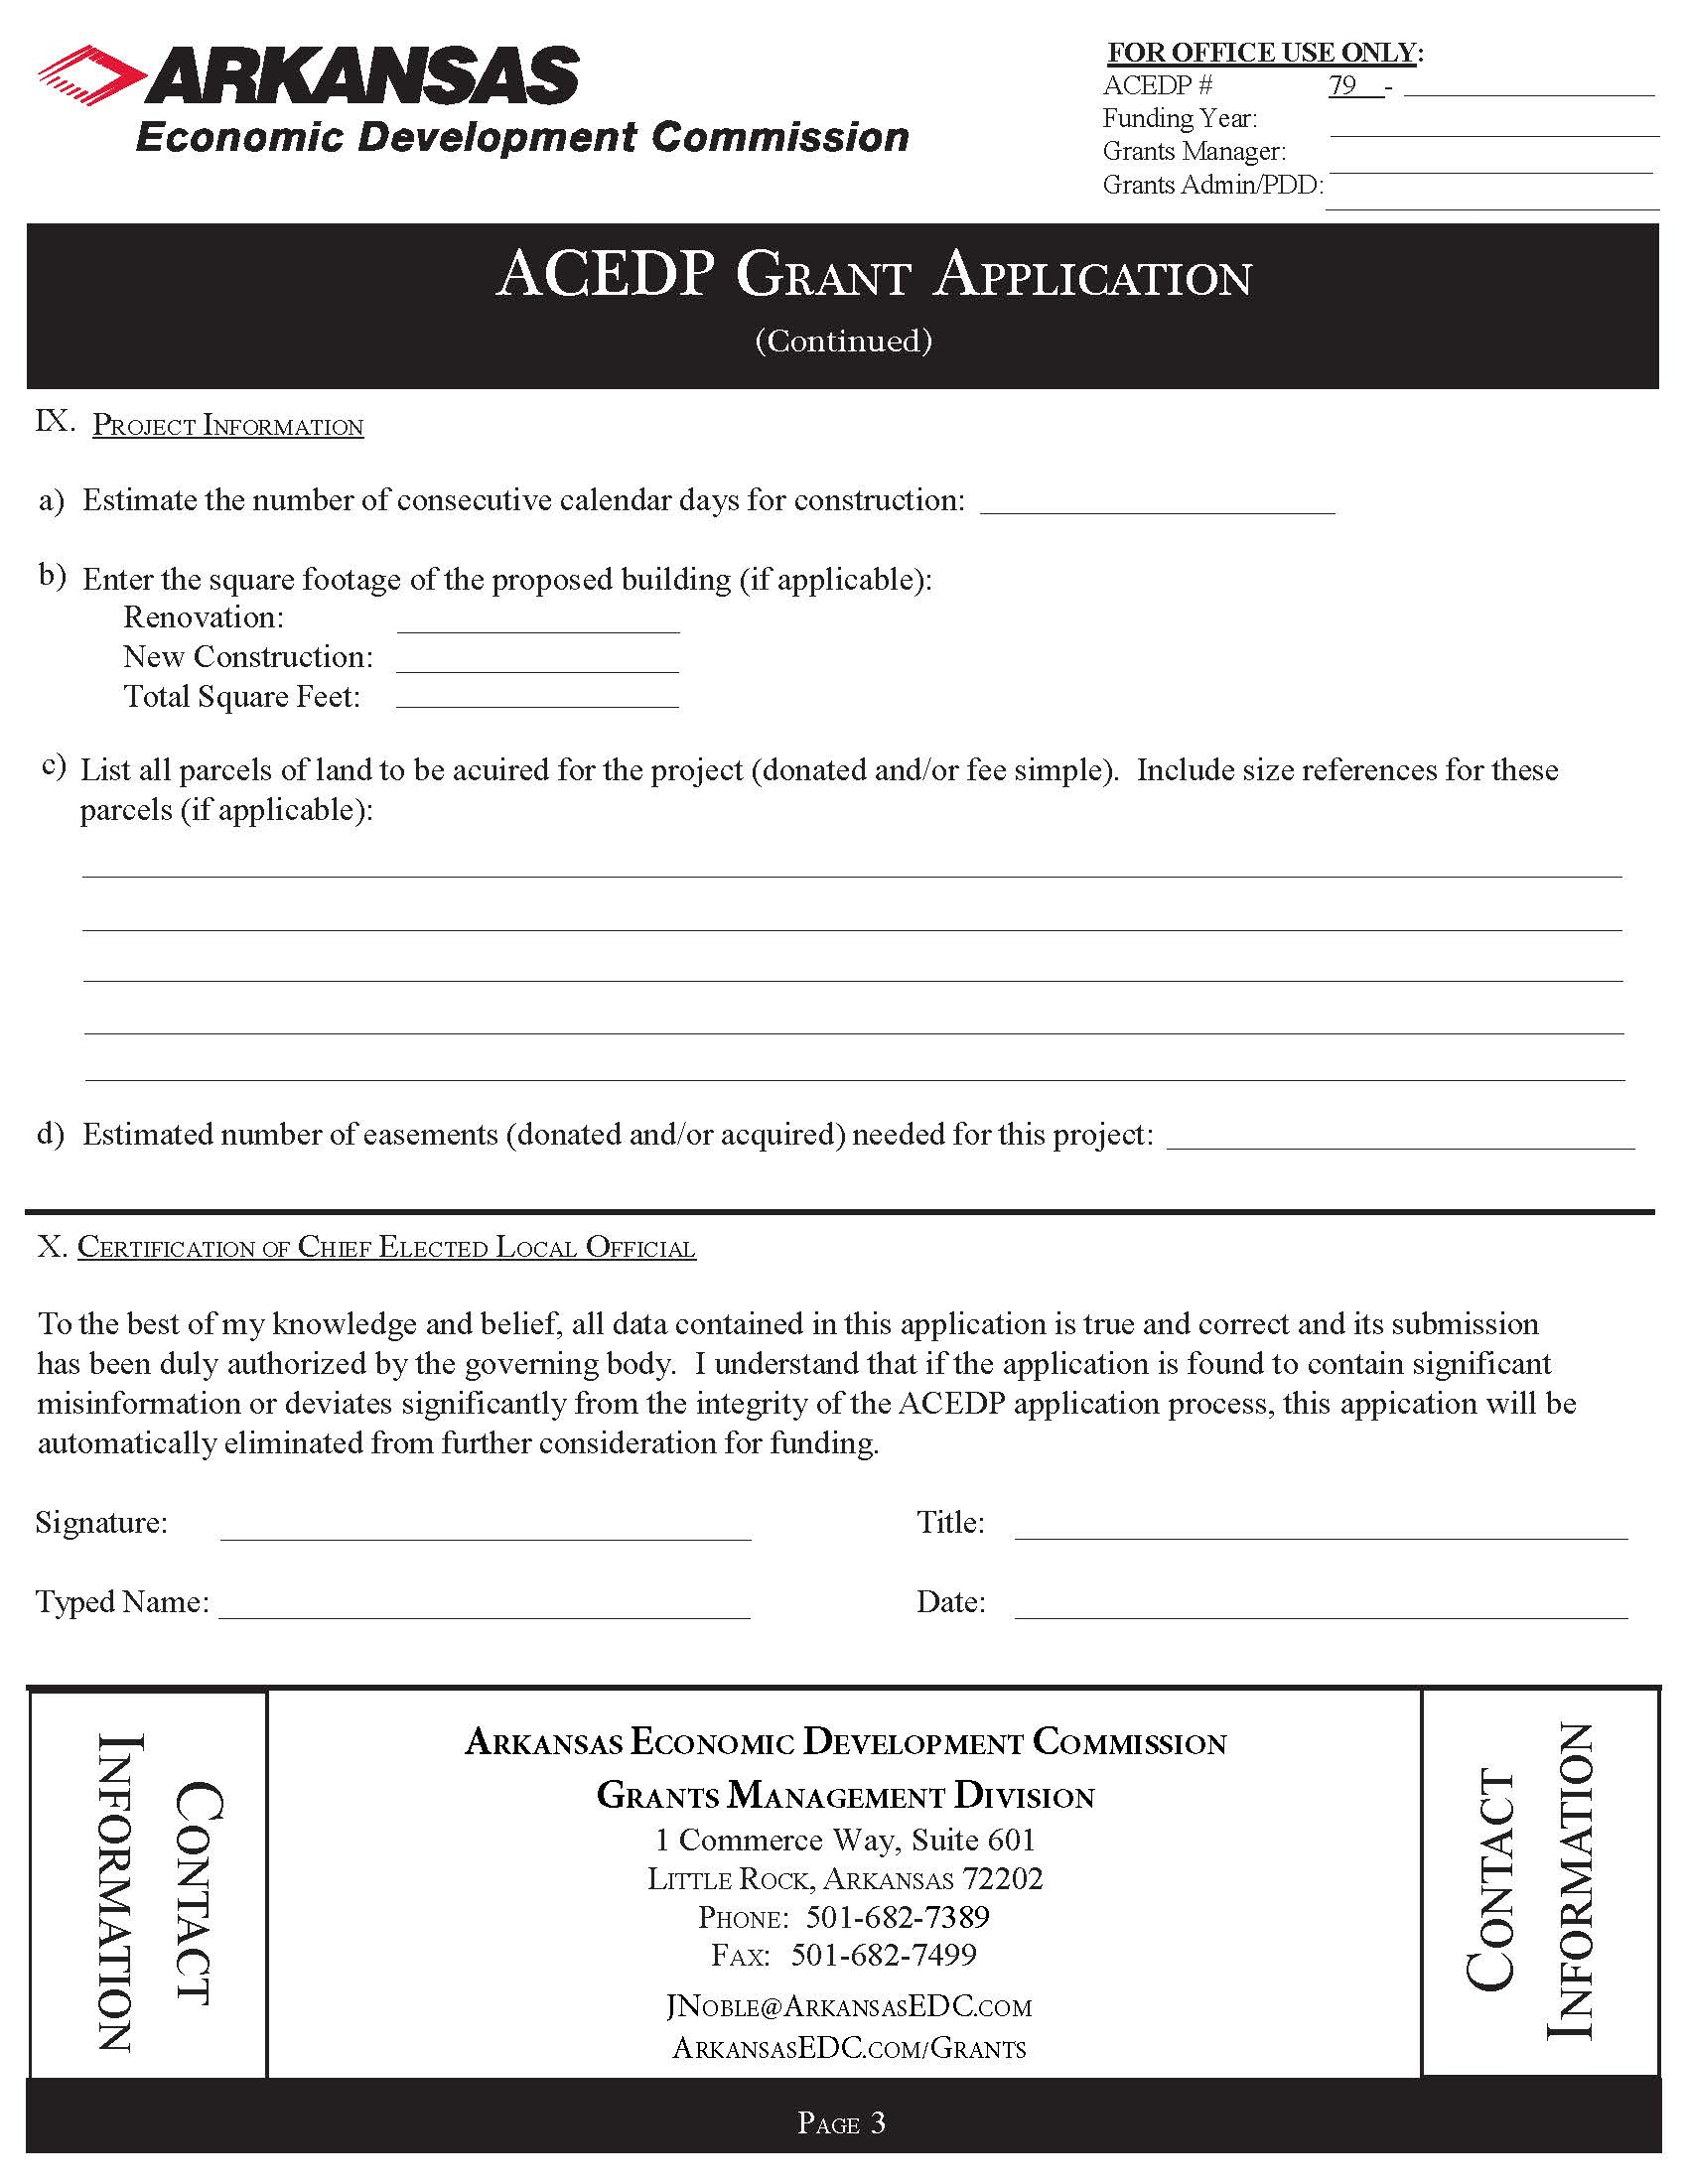 ARKANSAS
Economic Development Commission
FOR OFFICE USE ONLY:
ACEDP # 79 -
Funding Year:
Grants Manager:
Grants Admin/PDD:
ACEDP GRANT APPLICATION
(Continued)
IX. PROJECT INFORMATION
a) Estimate the number of consecutive calendar days for construction:
b) Enter the square footage of the proposed building (if applicable):
Renovation:
New Construction:
Total Square Feet:
c) List all parcels of land to be acuired for the project (donated and/or fee simple). Include size references for these
parcels (if applicable):
d) Estimated number of easements (donated and/or acquired) needed for this project:
X. CERTIFICATION OF CHIEF ELECTED LOCAL OFFICIAL
To the best of my knowledge and belief, all data contained in this application is true and correct and its submission
has been duly authorized by the governing body. I understand that if the application is found to contain significant
misinformation or deviates significantly from the integrity of the ACEDP application process, this appication will be
automatically eliminated from further consideration for funding.
Signature: Title:
Typed Name: Date:
CONTACT
INFORMATION
ARKANSAS ECONOMIC DEVELOPMENT COMMISSION
GRANTS MANAGEMENT DIVISION
1 Commerce Way, Suite 601
LITTLE ROCK, ARKANSAS 72202
PHONE: 501-682-7389
FAX: 501-682-7499
JNOBLE@ARKANSASEDC.COM
ARKANSASEDC.COM/GRANTS
CONTACT
INFORMATION
PAGE 3